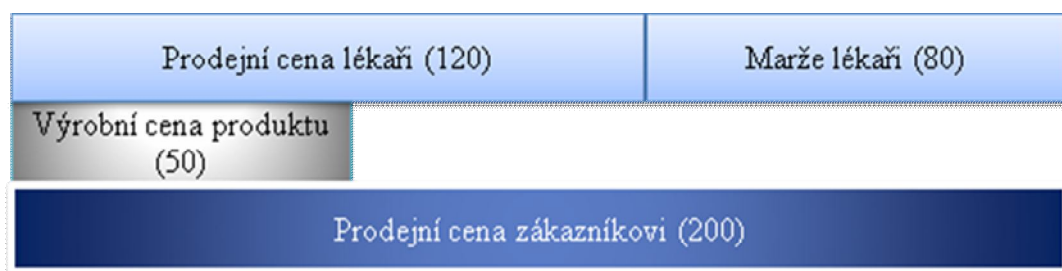 Prodejní cena lékaři (120)
Marže lékaři (80)
Výrobní cena produktu
(50)
Prodejní cena zákazníkovi (200)